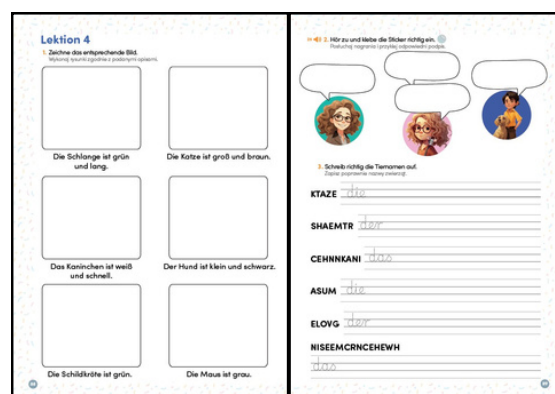 Lektion 4
1. Zeichne das entsprechende Bild.
Wykonaj rysunki zgodnie z podanymi opisami.
Die Schlange ist grün
und lang.
Die Katze ist groß und braun.
Das Kaninchen ist weiß
und schnell.
Der Hund ist klein und schwarz.
Die Schildkröte ist grün.
Die Maus ist grau.
2. Hör zu und klebe die Sticker richtig ein.
Posłuchaj nagrania i przyklej odpowiedni podpis.
3. Schreib richtig die Tiernamen auf.
Zapisz poprawnie nazwy zwierząt.
KTAZE die
SHAEMTR der
CEHNNKANI das
ASUM die
ELOVG der
NISEEMCRNCEHEWH
das